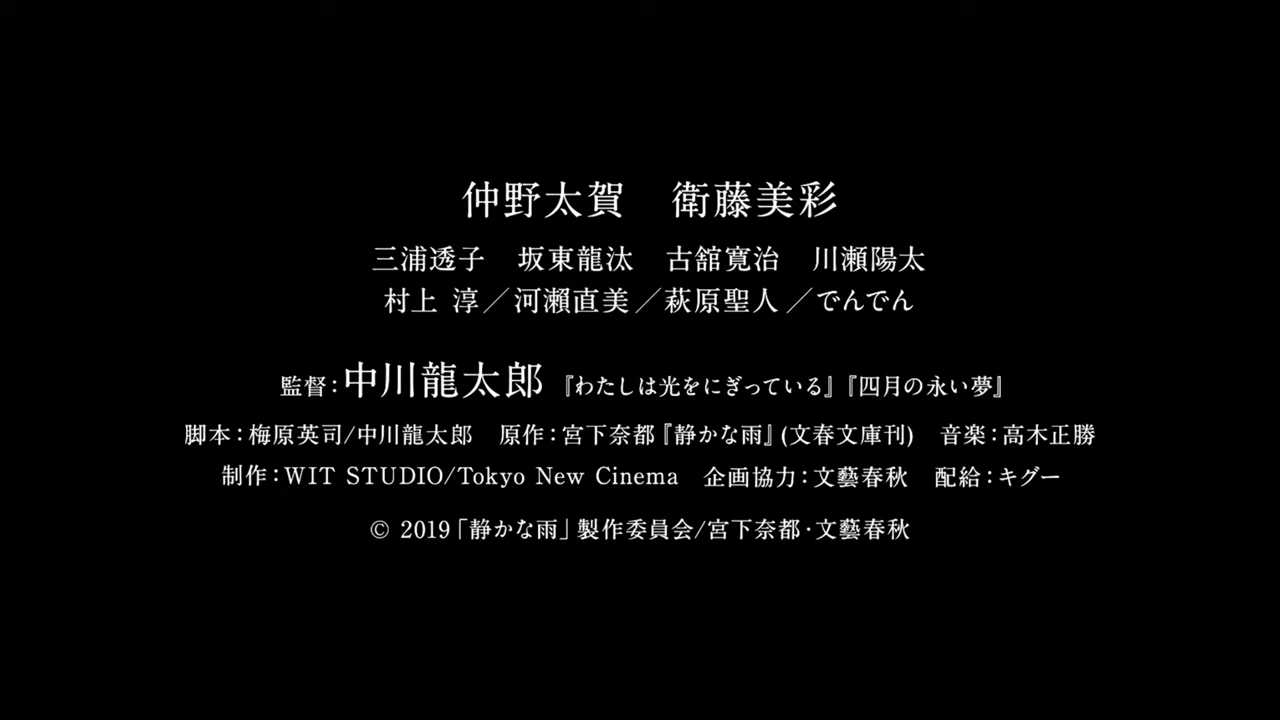 仲野太賀　衛藤美彩
三浦透子　坂東龍汰　古舘寛治　川瀬陽太
村上 淳／河瀨直美／萩原聖人／でんでん
監督：中川龍太郎 『わたしは光をにぎっている』『四月の永い夢』
脚本：梅原英司/中川龍太郎　原作：宮下奈都『静かな雨』(文春文庫刊)　音楽：高木正勝
制作：WIT STUDIO/Tokyo New Cinema　企画協力：文藝春秋　配給：キグー
© 2019「静かな雨」製作委員会/宮下奈都・文藝春秋